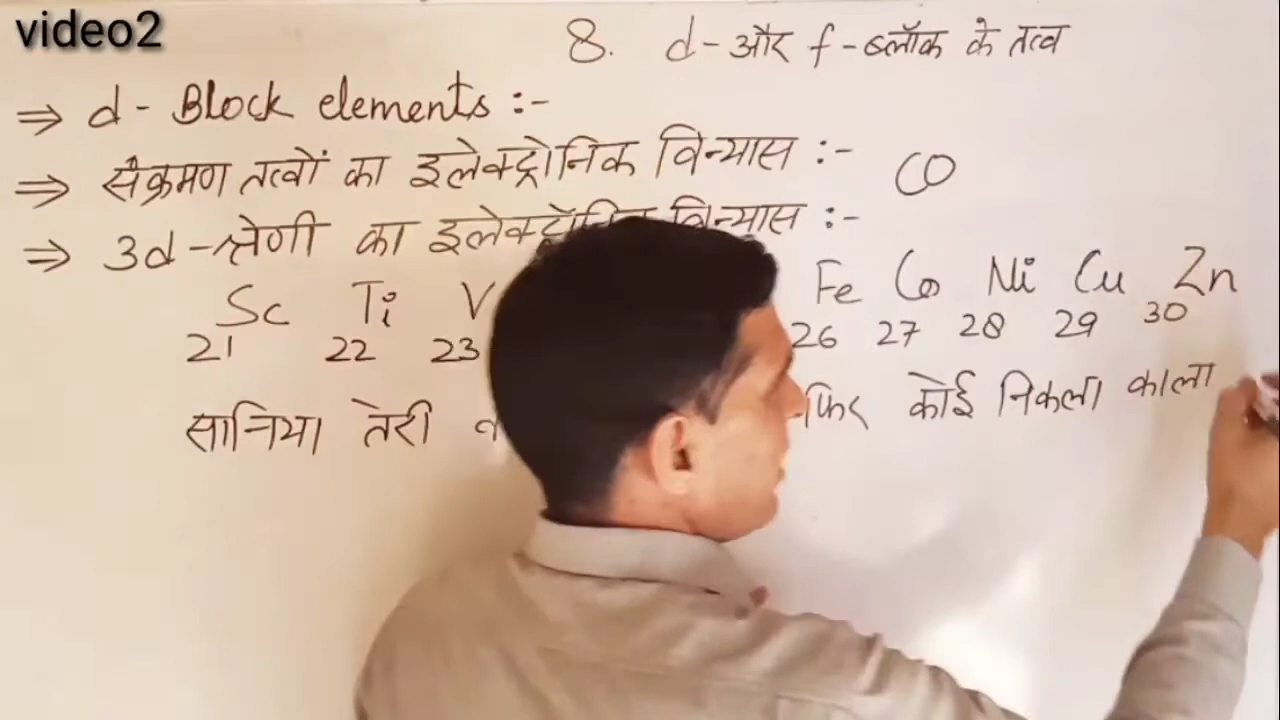 video2
8. d-और f-ब्लॉक के तत्व
⇒ d- Block elements :-
⇒ संक्रमण तत्वों का इलेक्ट्रोनिक विन्यास :- CO
⇒ 3d-श्रेणी का इलेक्ट्रॉनिक विन्यास :-
Sc Ti V Fe Co Ni Cu Zn
21 22 23 26 27 28 29 30
सानिया तेरी फिर कोई निकला काला